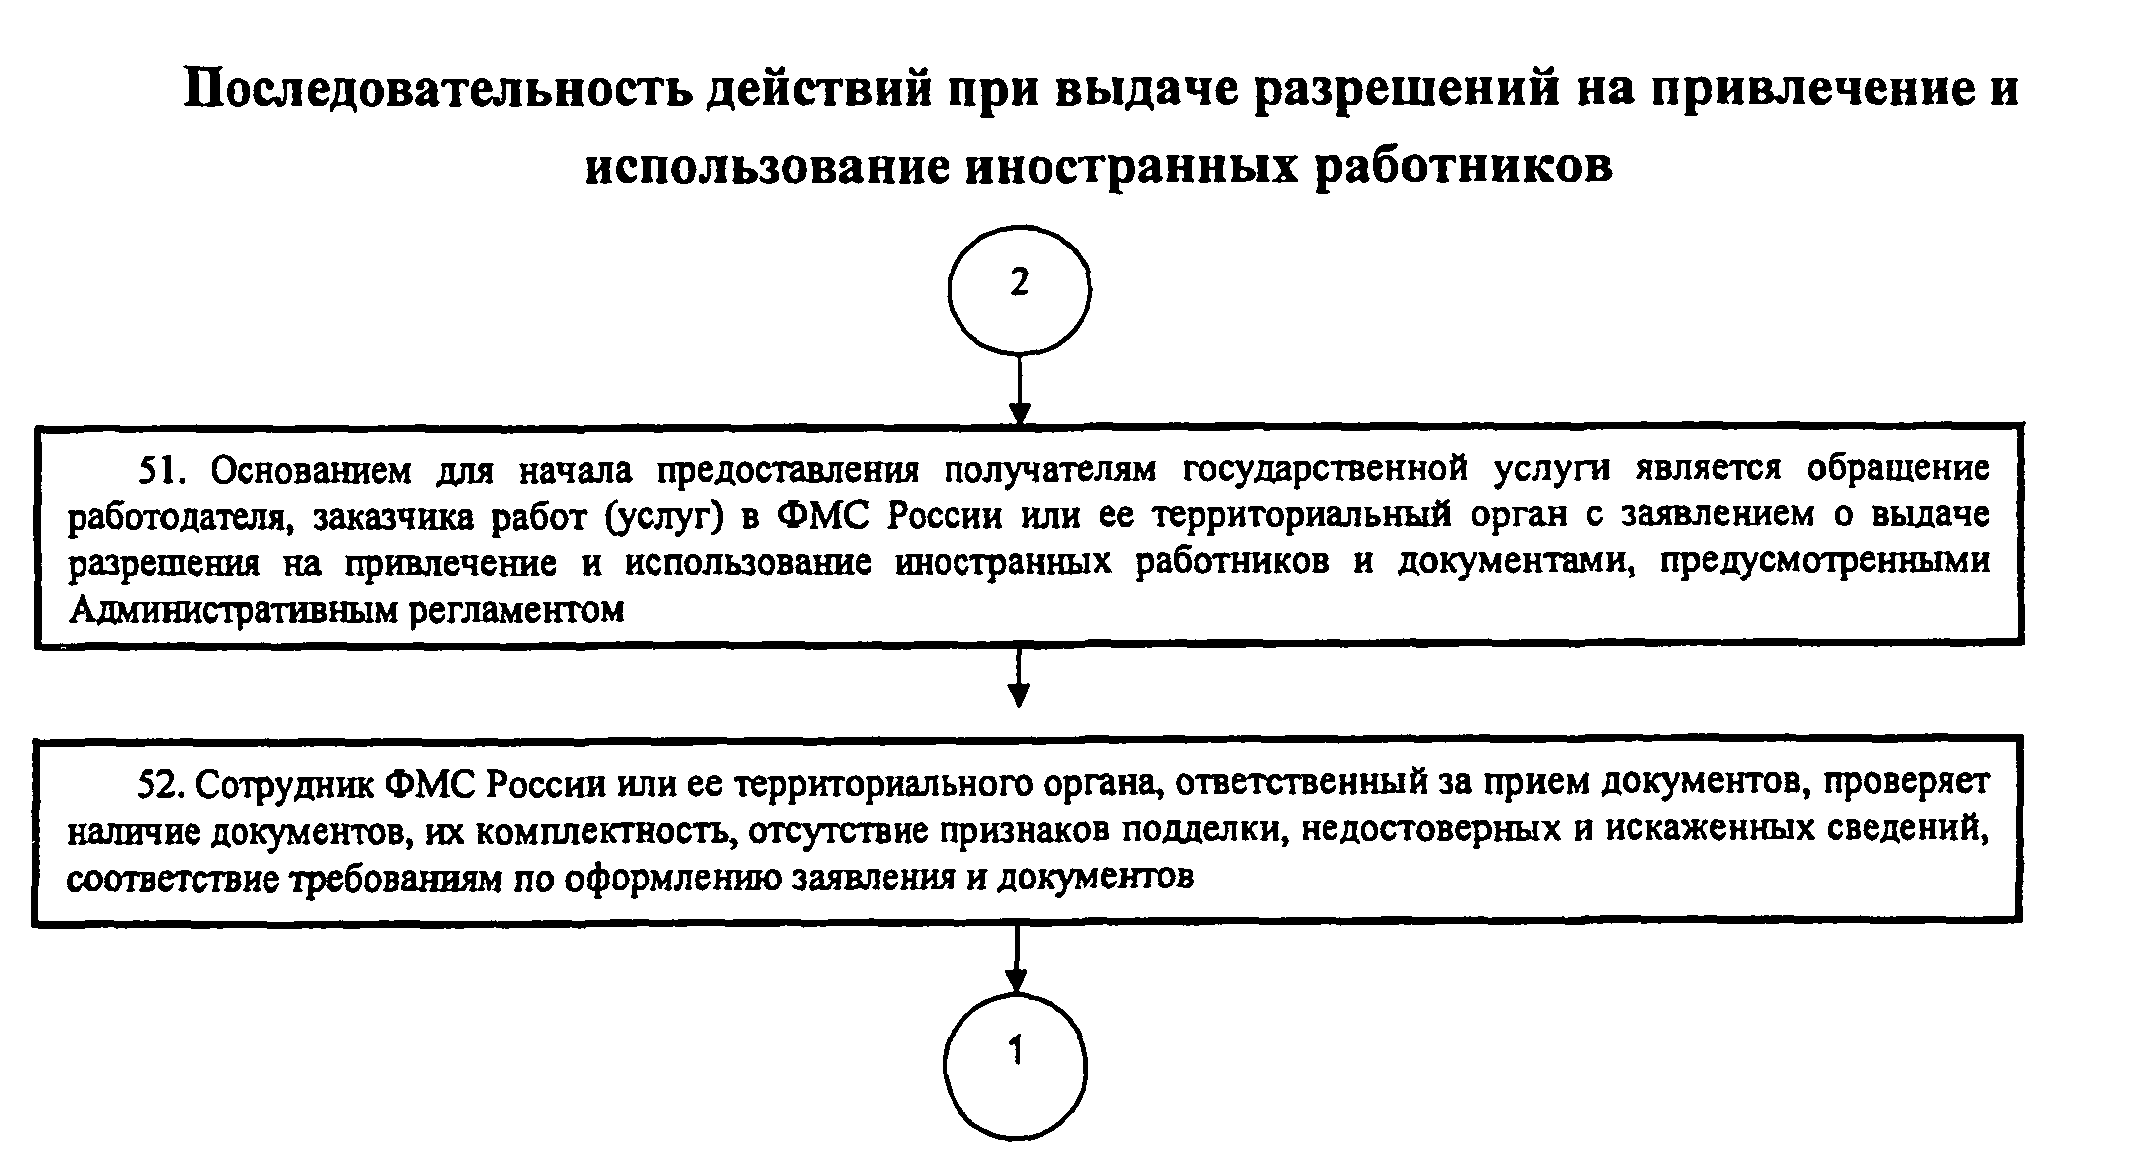 Последовательность действий при выдаче разрешений на привлечение и
использование иностранных работников
2
51. Основанием для начала предоставления получателям государственной услуги является обращение
работодателя, заказчика работ (услуг) в ФМС России или ее территориальный орган с заявлением о выдаче
разрешения на привлечение и использование иностранных работников и документами, предусмотренными
Административным регламентом
52. Сотрудник ФМС России или ее территориального органа, ответственный за прием документов, проверяет
наличие документов, их комплектность, отсутствие признаков подделки, недостоверных и искаженных сведений,
соответствие требованиям по оформлению заявления и документов
1